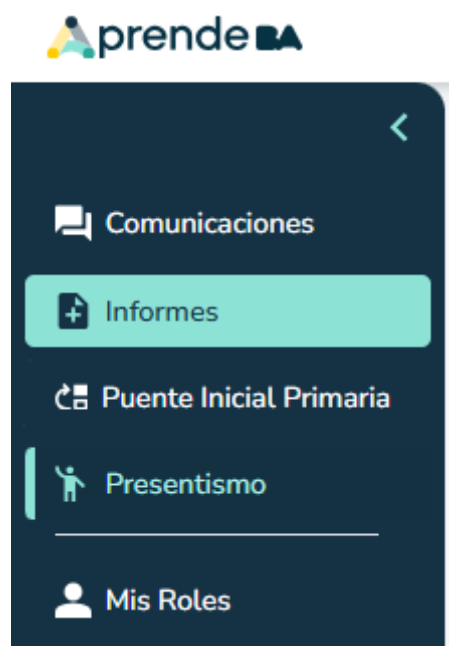 Aprende BA
Comunicaciones
Informes
Puente Inicial Primaria
Presentismo
Mis Roles